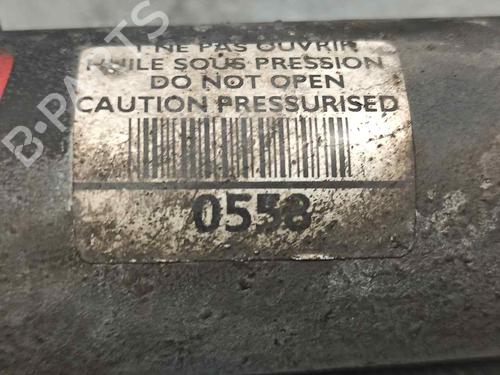 ! NE PAS OUVRIR
HUILE SOUS PRESSION
DO NOT OPEN
CAUTION PRESSURISED
0558
B-PARTS